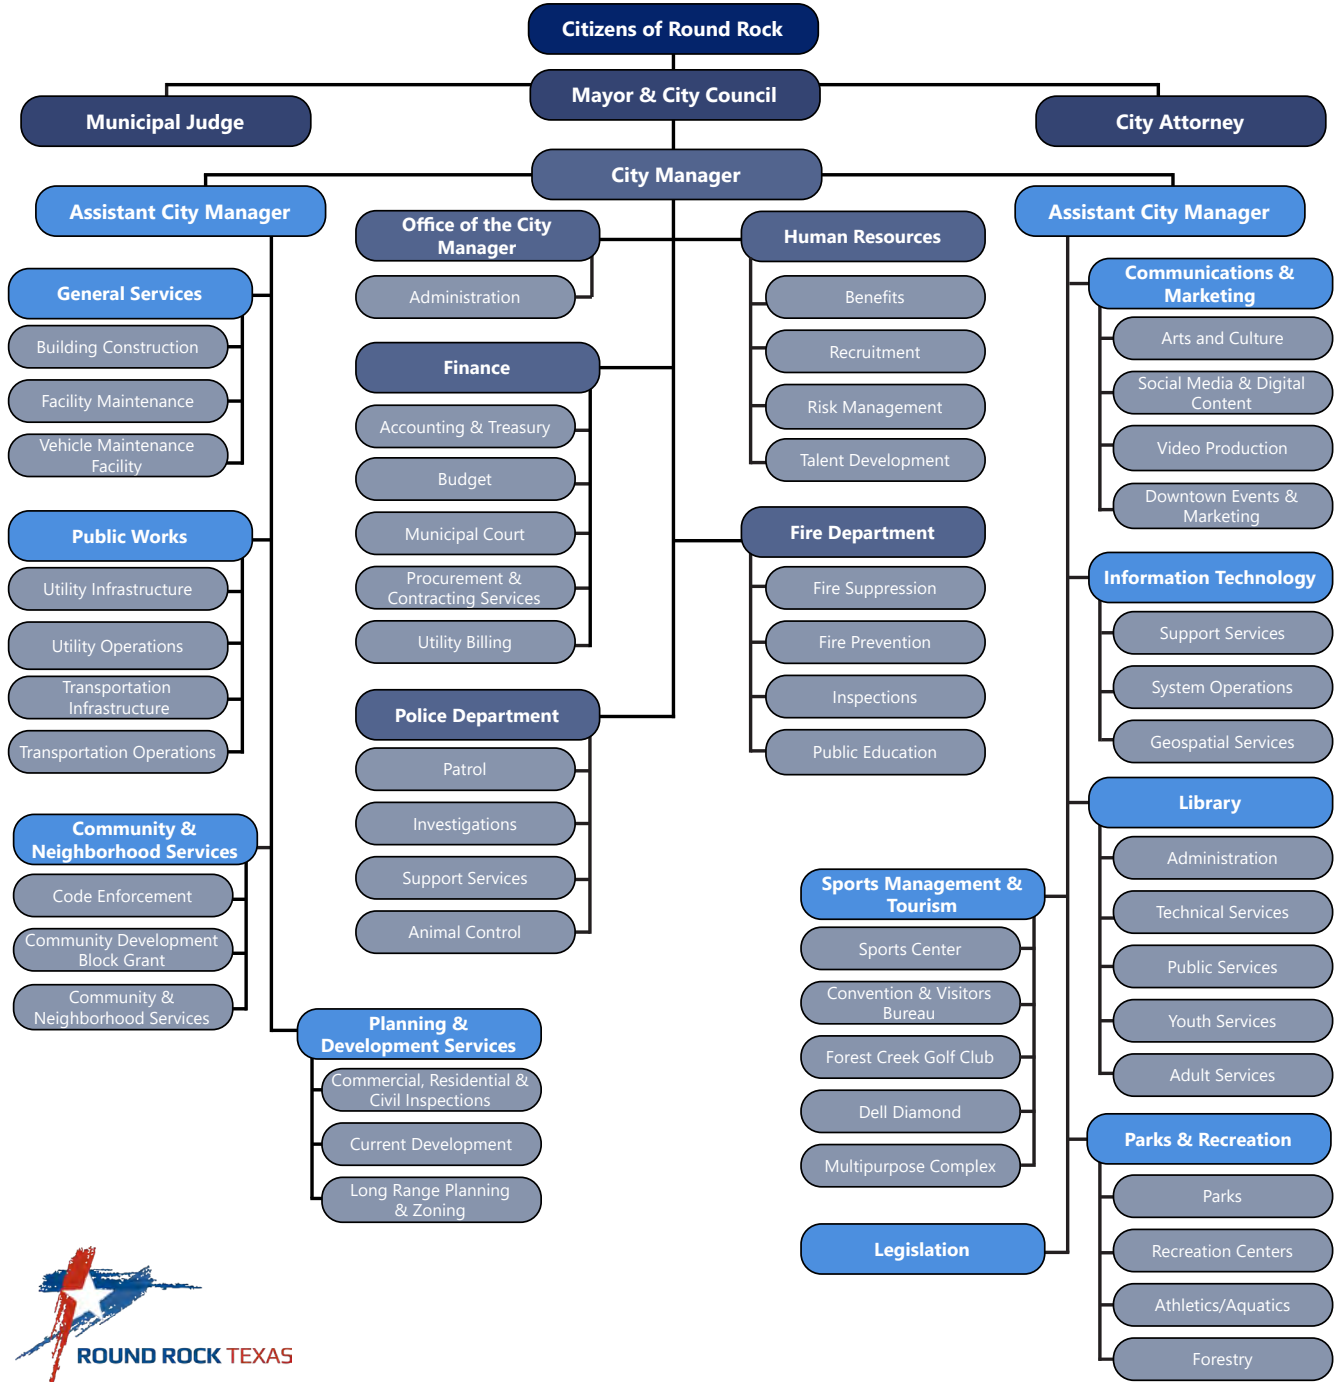 Citizens of Round Rock
Mayor & City Council
Municipal Judge
City Attorney
City Manager
Assistant City Manager
General Services
Building Construction
Facility Maintenance
Vehicle Maintenance
Facility
Public Works
Utility Infrastructure
Utility Operations
Transportation
Infrastructure
Transportation Operations
Community &
Neighborhood Services
Code Enforcement
Community Development
Block Grant
Community &
Neighborhood Services
Planning &
Development Services
Commercial, Residential &
Civil Inspections
Current Development
Long Range Planning
& Zoning
Office of the City
Manager
Administration
Finance
Accounting & Treasury
Budget
Municipal Court
Procurement &
Contracting Services
Utility Billing
Police Department
Patrol
Investigations
Support Services
Animal Control
Human Resources
Benefits
Recruitment
Risk Management
Talent Development
Fire Department
Fire Suppression
Fire Prevention
Inspections
Public Education
Assistant City Manager
Communications &
Marketing
Arts and Culture
Social Media & Digital
Content
Video Production
Downtown Events &
Marketing
Information Technology
Support Services
System Operations
Geospatial Services
Library
Administration
Technical Services
Public Services
Youth Services
Adult Services
Sports Management &
Tourism
Sports Center
Convention & Visitors
Bureau
Forest Creek Golf Club
Dell Diamond
Multipurpose Complex
Legislation
Parks & Recreation
Parks
Recreation Centers
Athletics/Aquatics
Forestry
ROUND ROCK TEXAS